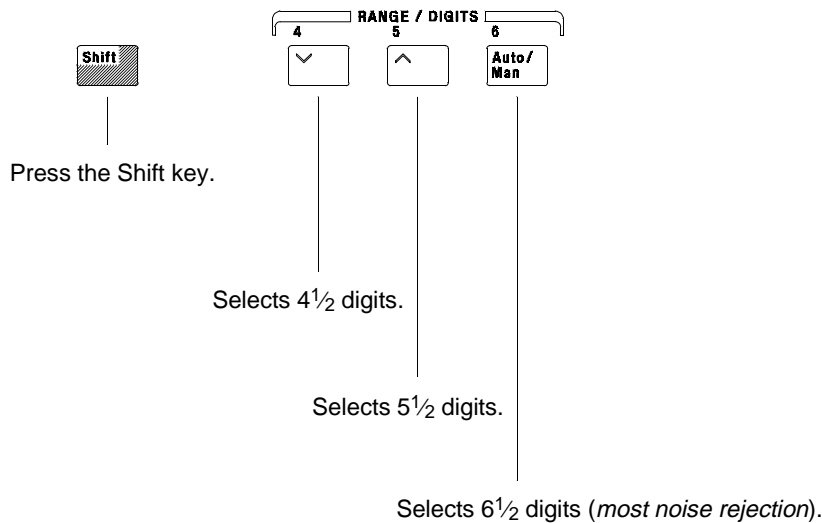 RANGE / DIGITS
4 5 6
Shift
Auto/
Man
Press the Shift key.
Selects 4½ digits.
Selects 5½ digits.
Selects 6½ digits (most noise rejection).